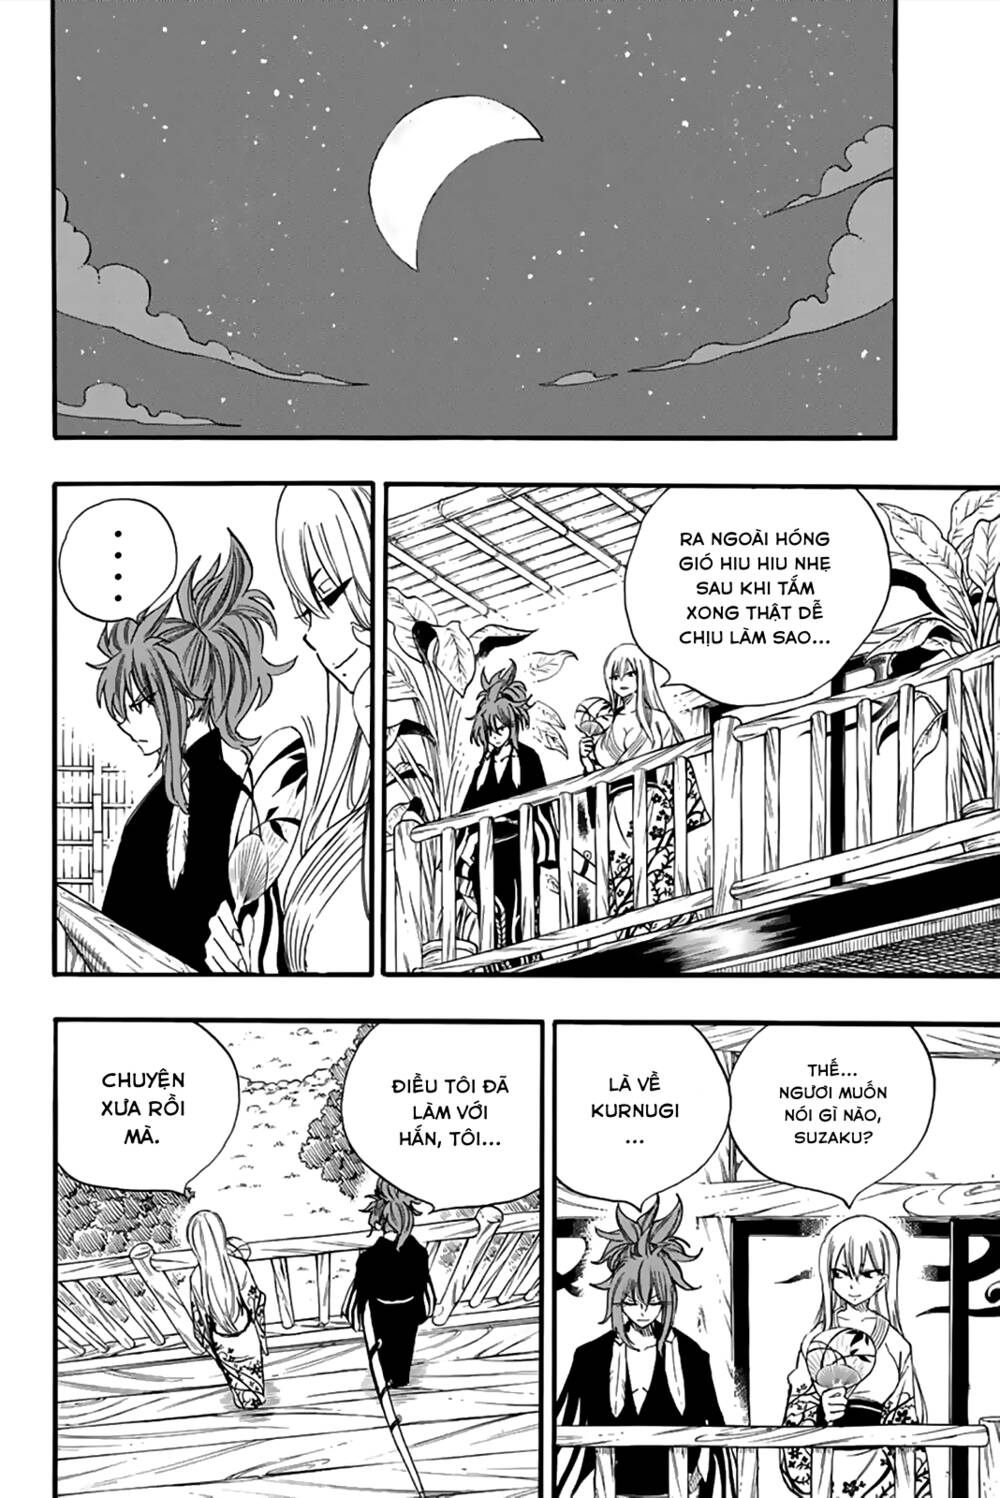 RA NGOÀI HÓNG
GIÓ HIU HIU NHẸ
SAU KHI TẮM
XONG THẬT DỄ
CHỊU LÀM SAO...
THẾ...
NGƯƠI MUỐN
NÓI GÌ NÀO,
SUZAKU?
LÀ VỀ
KURNUGI
...
ĐIỀU TÔI ĐÃ
LÀM VỚI
HẮN, TÔI...
CHUYỆN
XƯA RỒI
MÀ.